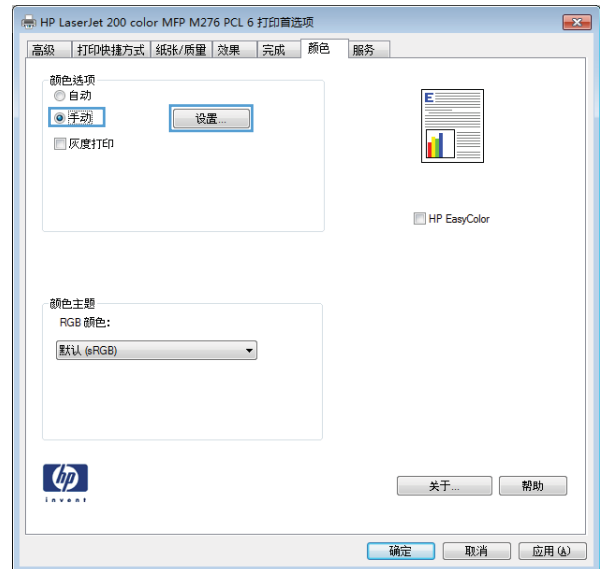 HP LaserJet 200 color MFP M276 PCL 6 打印首选项
高级 打印快捷方式 纸张/质量 效果 完成 颜色 服务
颜色选项
自动
手动 设置...
灰度打印
E
HP EasyColor
颜色主题
RGB 颜色:
默认 (sRGB)
hp
invent
关于... 帮助
确定 取消 应用(A)